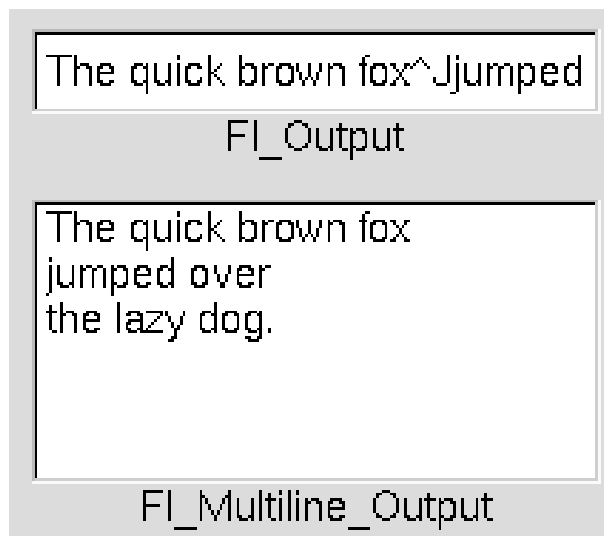 The quick brown fox^Jjumped
Fl_Output
The quick brown fox
jumped over
the lazy dog.
Fl_Multiline_Output